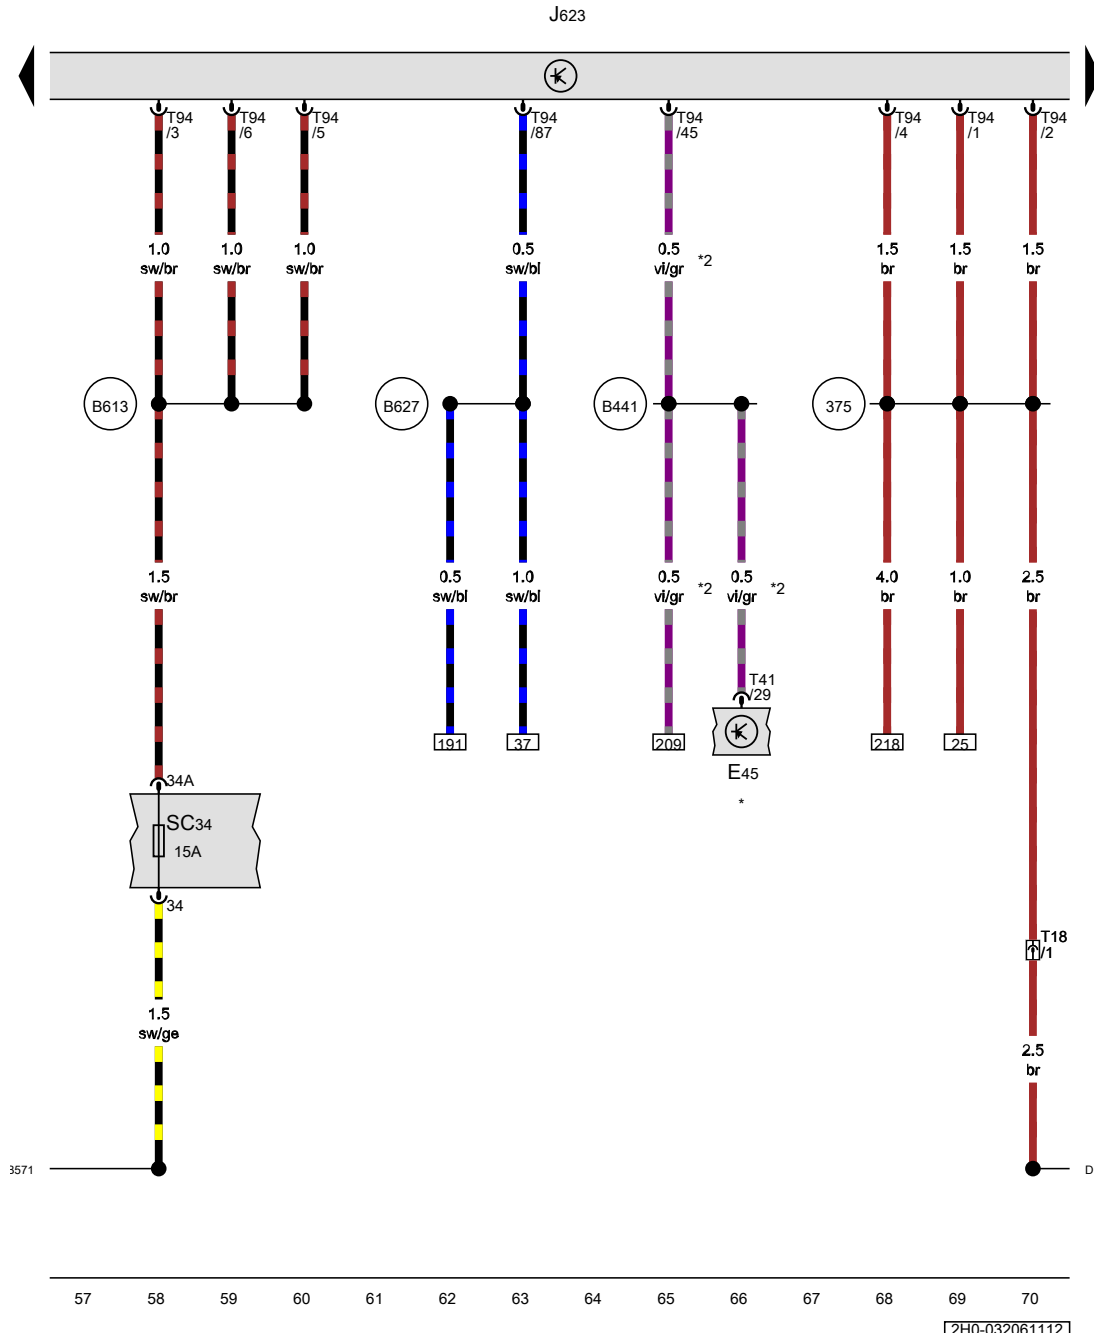 J623
T94 T94 T94 T94 T94 T94 T94 T94
/3 /6 /5 /87 /45 /4 /1 /2
1.0 1.0 1.0 0.5 0.5 *2 1.5 1.5 1.5
sw/br sw/br sw/br sw/bl vi/gr br br br
B613 B627 B441 375
1.5 0.5 1.0 0.5 *2 0.5 *2 4.0 1.0 2.5
sw/br sw/bl sw/bl vi/gr vi/gr br br br
T41
/29
191 37 209 218 25
E45
*
34A
SC34
15A
34
T18
/1
1.5
sw/ge
2.5
br
3571 D
57 58 59 60 61 62 63 64 65 66 67 68 69 70
2H0-032061112